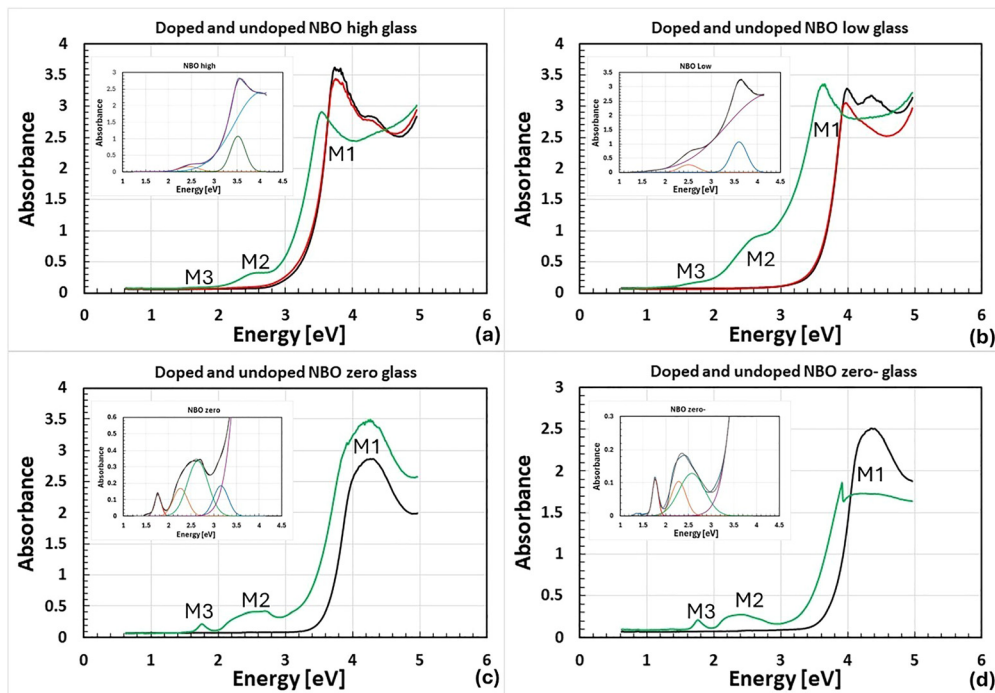 Doped and undoped NBO high glass
4
3.5
3
2.5
2
1.5
1
0.5
0
Absorbance
NBO high
3
2.5
2
1.5
1
0.5
0
Absorbance
1 1.5 2 2.5 3 3.5 4 4.5
Energy [eV]
M1
M2
M3
0 1 2 3 4 5 6
Energy [eV]
(a)
Doped and undoped NBO low glass
4
3.5
3
2.5
2
1.5
1
0.5
0
Absorbance
NBO Low
3.5
3
2.5
2
1.5
1
0.5
0
Absorbance
1 1.5 2 2.5 3 3.5 4 4.5
Energy [eV]
M1
M2
M3
0 1 2 3 4 5 6
Energy [eV]
(b)
Doped and undoped NBO zero glass
4
3.5
3
2.5
2
1.5
1
0.5
0
Absorbance
NBO zero
0.6
0.5
0.4
0.3
0.2
0.1
0
Absorbance
1 1.5 2 2.5 3 3.5 4 4.5
Energy [eV]
M1
M3
M2
0 1 2 3 4 5 6
Energy [eV]
(c)
Doped and undoped NBO zero- glass
3
2.5
2
1.5
1
0.5
0
Absorbance
NBO zero-
0.3
0.2
0.1
0
Absorbance
1 1.5 2 2.5 3 3.5 4 4.5
Energy [eV]
M1
M3
M2
0 1 2 3 4 5 6
Energy [eV]
(d)